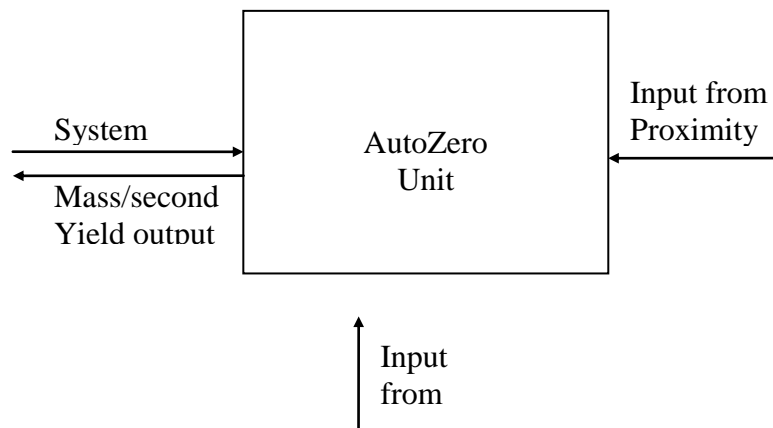 System
Mass/second
Yield output
AutoZero
Unit
Input from
Proximity
Input
from